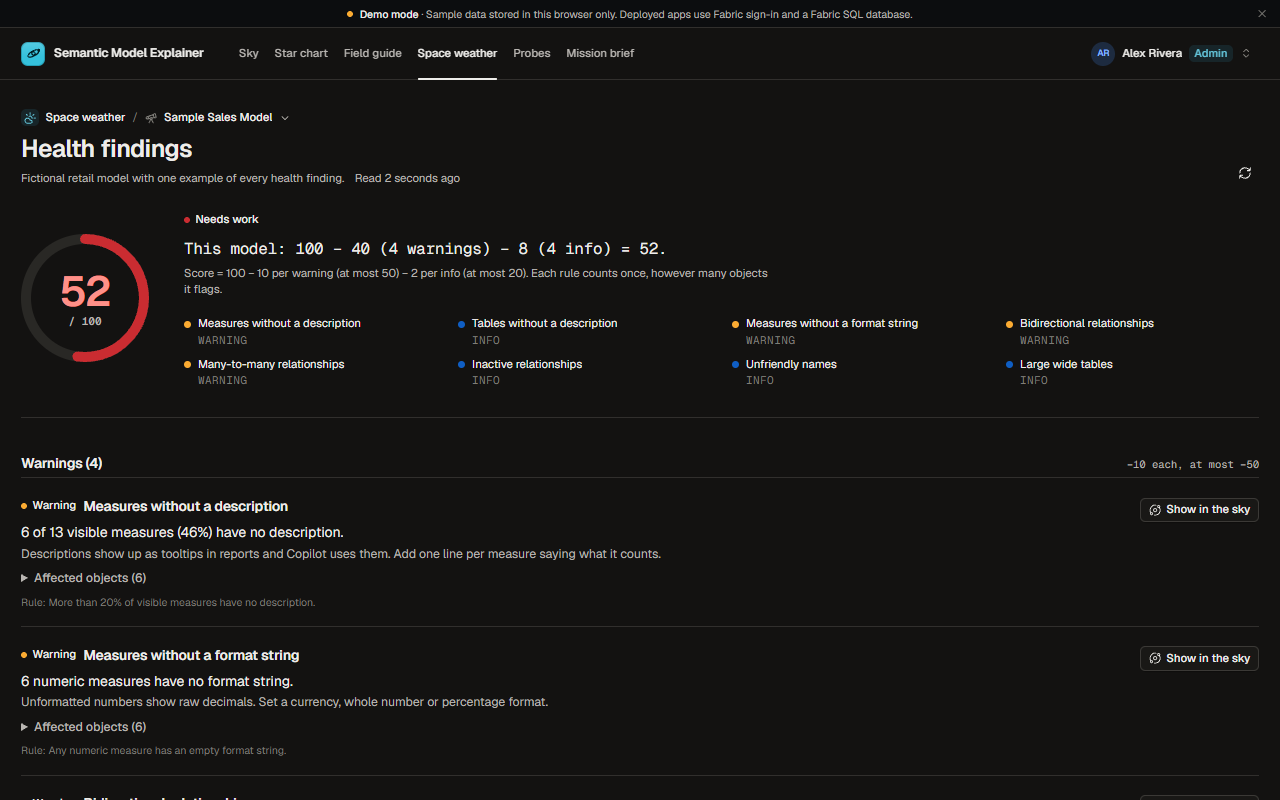 Demo mode · Sample data stored in this browser only. Deployed apps use Fabric sign-in and a Fabric SQL database.
Semantic Model Explainer
Sky
Star chart
Field guide
Space weather
Probes
Mission brief
AR
Alex Rivera
Admin
Space weather / Sample Sales Model
Health findings
Fictional retail model with one example of every health finding. Read 2 seconds ago
Needs work
This model: 100 − 40 (4 warnings) − 8 (4 info) = 52.
52
/ 100
Score = 100 − 10 per warning (at most 50) − 2 per info (at most 20). Each rule counts once, however many objects
it flags.
Measures without a description
WARNING
Tables without a description
INFO
Measures without a format string
WARNING
Bidirectional relationships
WARNING
Many-to-many relationships
WARNING
Inactive relationships
INFO
Unfriendly names
INFO
Large wide tables
INFO
Warnings (4)
−10 each, at most −50
Warning Measures without a description
Show in the sky
6 of 13 visible measures (46%) have no description.
Descriptions show up as tooltips in reports and Copilot uses them. Add one line per measure saying what it counts.
Affected objects (6)
Rule: More than 20% of visible measures have no description.
Warning Measures without a format string
Show in the sky
6 numeric measures have no format string.
Unformatted numbers show raw decimals. Set a currency, whole number or percentage format.
Affected objects (6)
Rule: Any numeric measure has an empty format string.